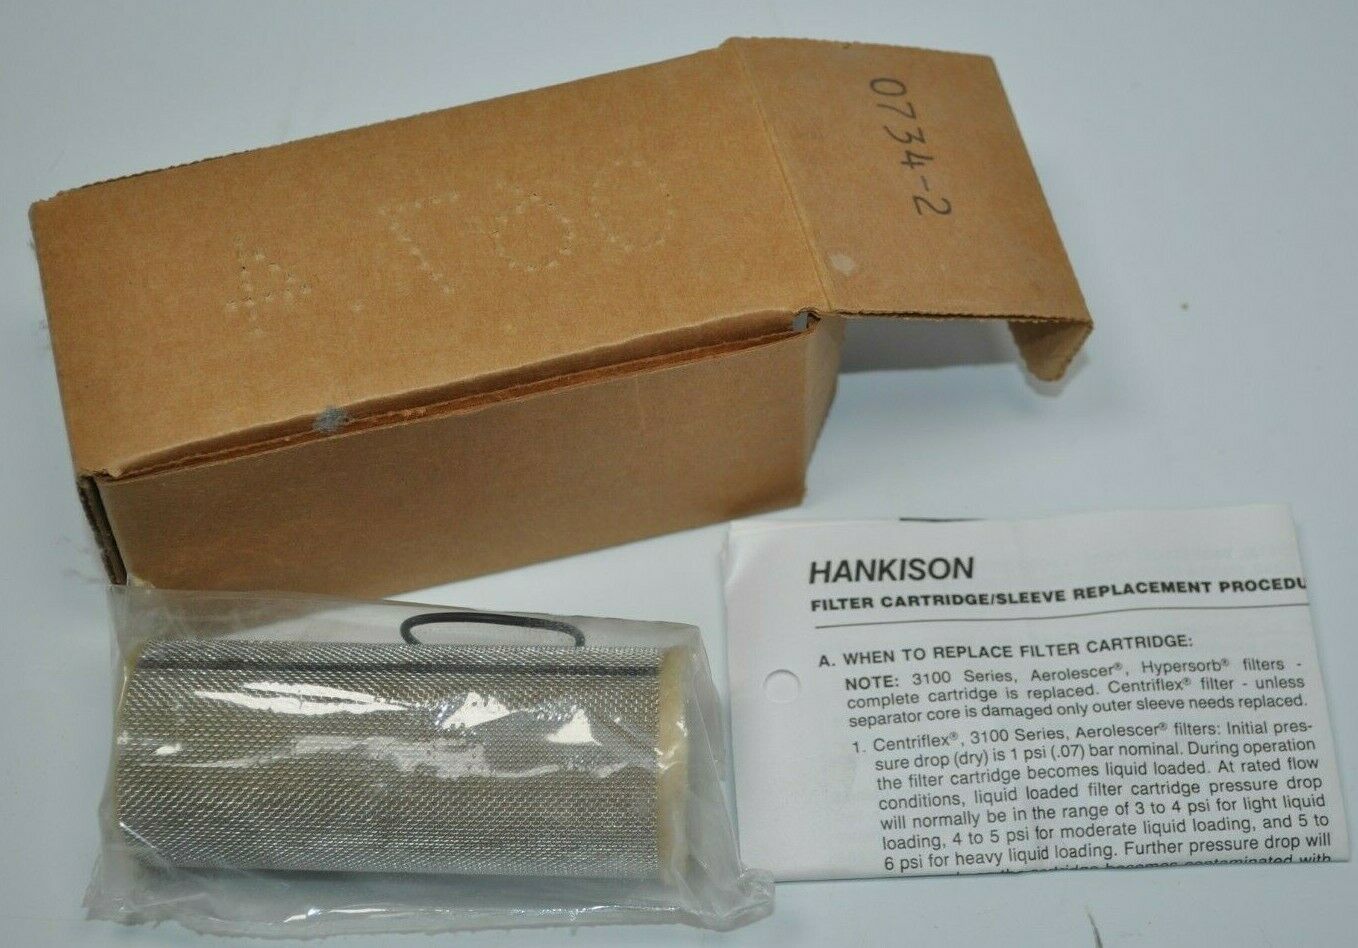 0734-2
HANKISON
FILTER CARTRIDGE/SLEEVE REPLACEMENT PROCEDU
A. WHEN TO REPLACE FILTER CARTRIDGE:
NOTE: 3100 Series, Aerolescer®, Hypersorb® filters -
complete cartridge is replaced. Centriflex® filter - unless
separator core is damaged only outer sleeve needs replaced.
1. Centriflex®, 3100 Series, Aerolescer® filters: Initial pres-
sure drop (dry) is 1 psi (.07) bar nominal. During operation
the filter cartridge becomes liquid loaded. At rated flow
conditions, liquid loaded filter cartridge pressure drop
will normally be in the range of 3 to 4 psi for light liquid
loading, 4 to 5 psi for moderate liquid loading, and 5 to
6 psi for heavy liquid loading. Further pressure drop will
the cartridge becomes contaminated with